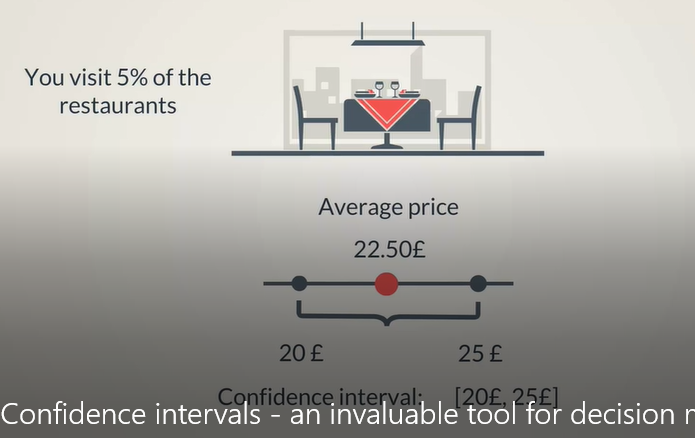 You visit 5% of the
restaurants
Average price
22.50£
20 £ 25 £
Confidence interval: [20£, 25£]
Confidence intervals - an invaluable tool for decision